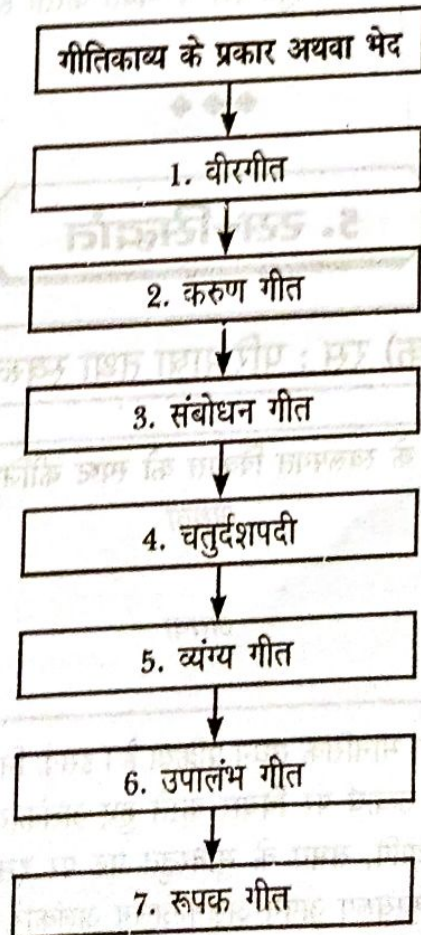 गीतिकाव्य के प्रकार अथवा भेद
1. वीरगीत
2. करुण गीत
3. संबोधन गीत
4. चतुर्दशपदी
5. व्यंग्य गीत
6. उपालंभ गीत
7. रूपक गीत